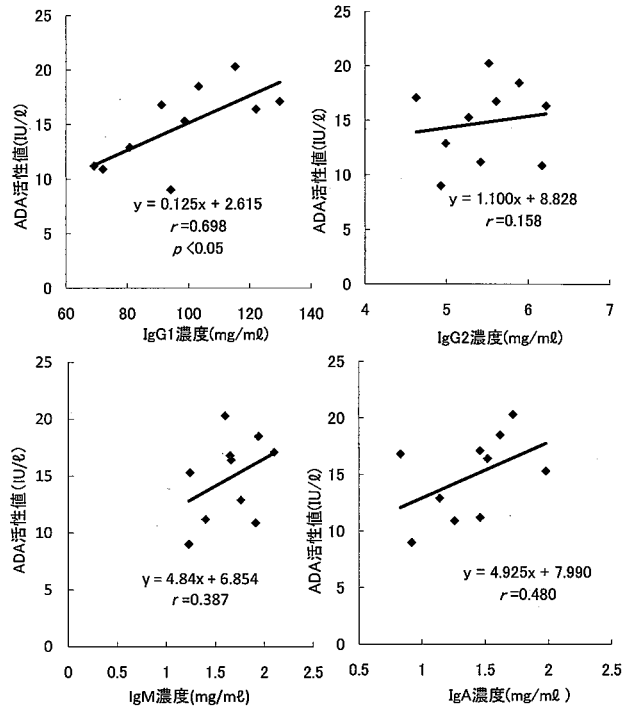 25
20
15
10
5
0
ADA活性値(IU/ℓ)
y = 0.125x + 2.615
r=0.698
p <0.05
60 80 100 120 140
IgG1濃度(mg/mℓ)
25
20
15
10
5
0
ADA活性値(IU/ℓ)
y = 1.100x + 8.828
r=0.158
4 5 6 7
IgG2濃度(mg/mℓ)
25
20
15
10
5
0
ADA活性値(IU/ℓ)
y = 4.84x + 6.854
r=0.387
0 0.5 1 1.5 2 2.5
IgM濃度(mg/mℓ)
25
20
15
10
5
0
ADA活性値(IU/ℓ)
y = 4.925x + 7.990
r=0.480
0.5 1 1.5 2 2.5
IgA濃度(mg/mℓ )